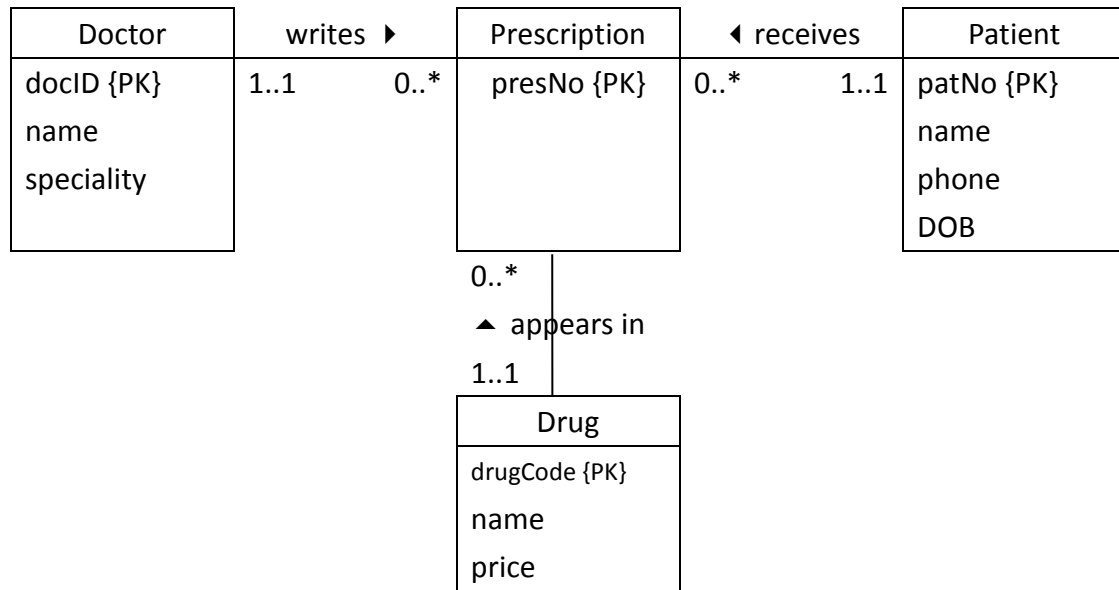 Doctor writes ▶ Prescription ◀ receives Patient
docID {PK} 1..1 0..* presNo {PK} 0..* 1..1 patNo {PK}
name name
speciality phone
DOB
0..*
▲ appears in
1..1
Drug
drugCode {PK}
name
price